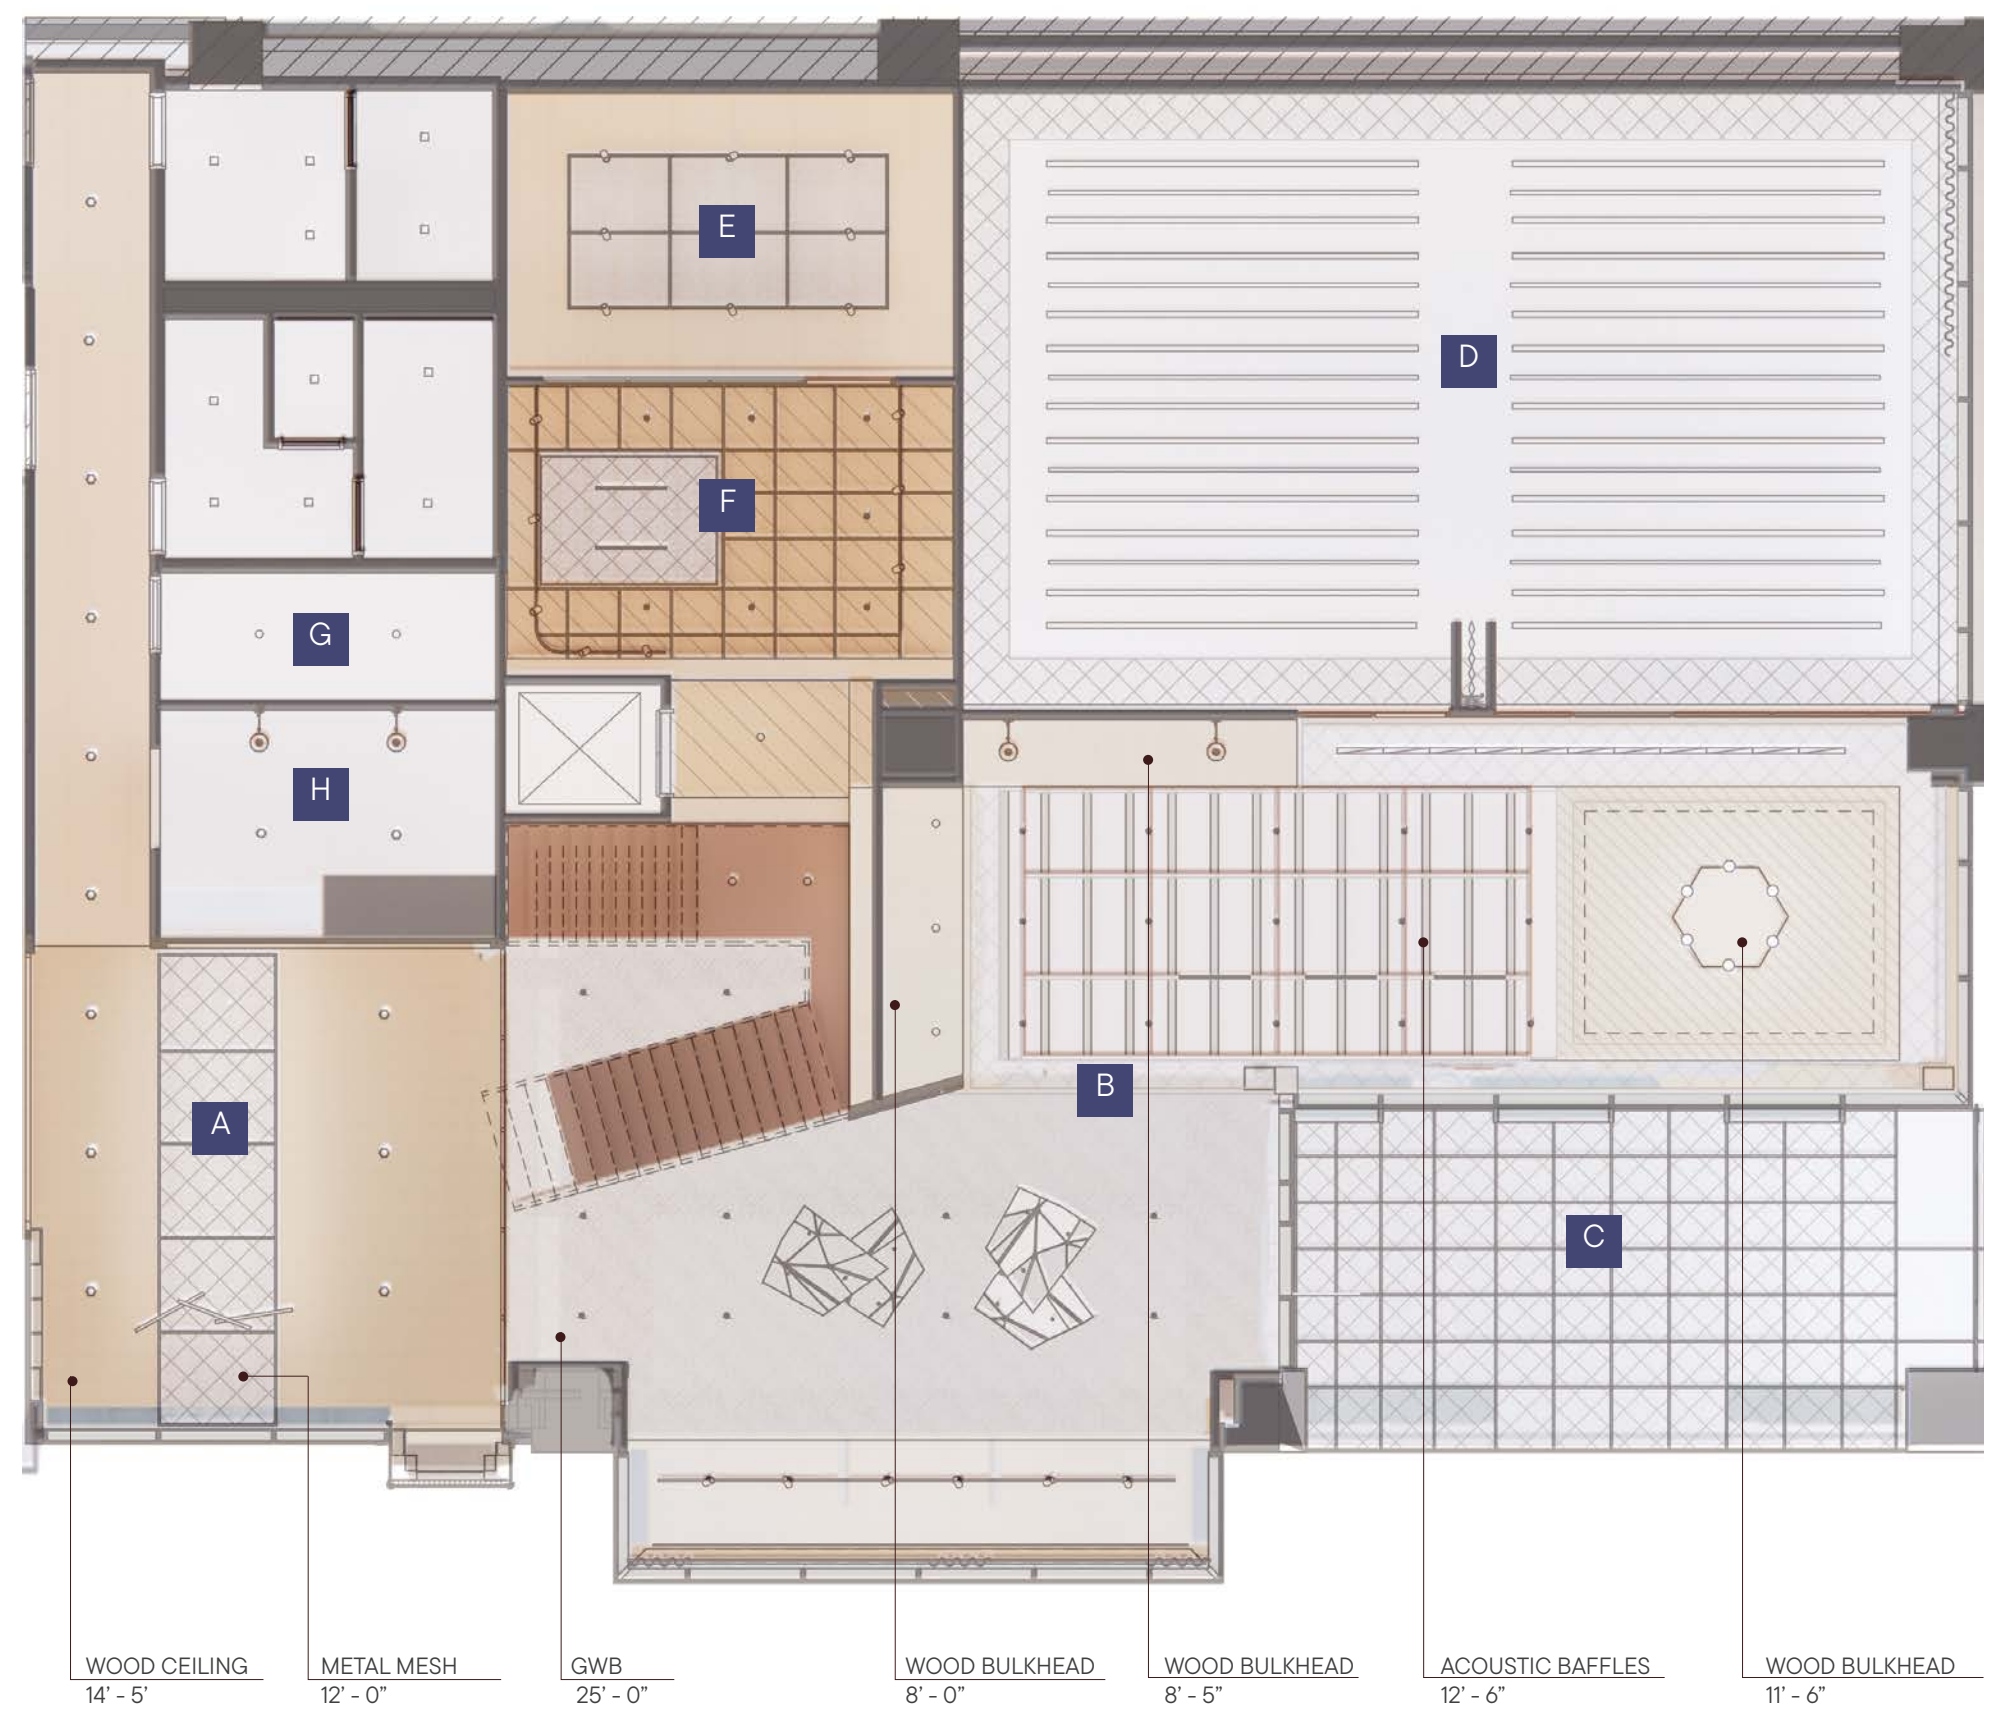 E
D
F
G
H
B
A
C
WOOD CEILING
14’ - 5’
METAL MESH
12’ - 0”
GWB
25’ - 0”
WOOD BULKHEAD
8’ - 0”
WOOD BULKHEAD
8’ - 5”
ACOUSTIC BAFFLES
12’ - 6”
WOOD BULKHEAD
11’ - 6”